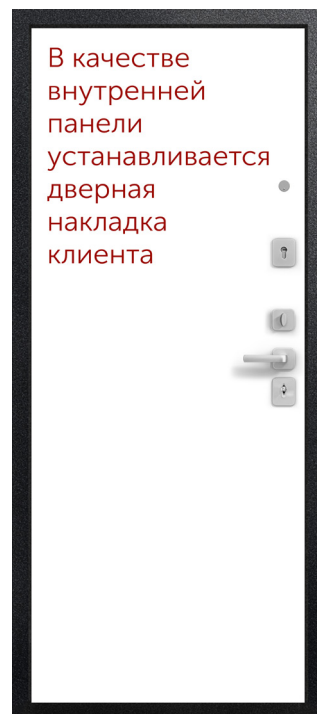 В качестве
внутренней
панели
устанавливается
дверная
накладка
клиента